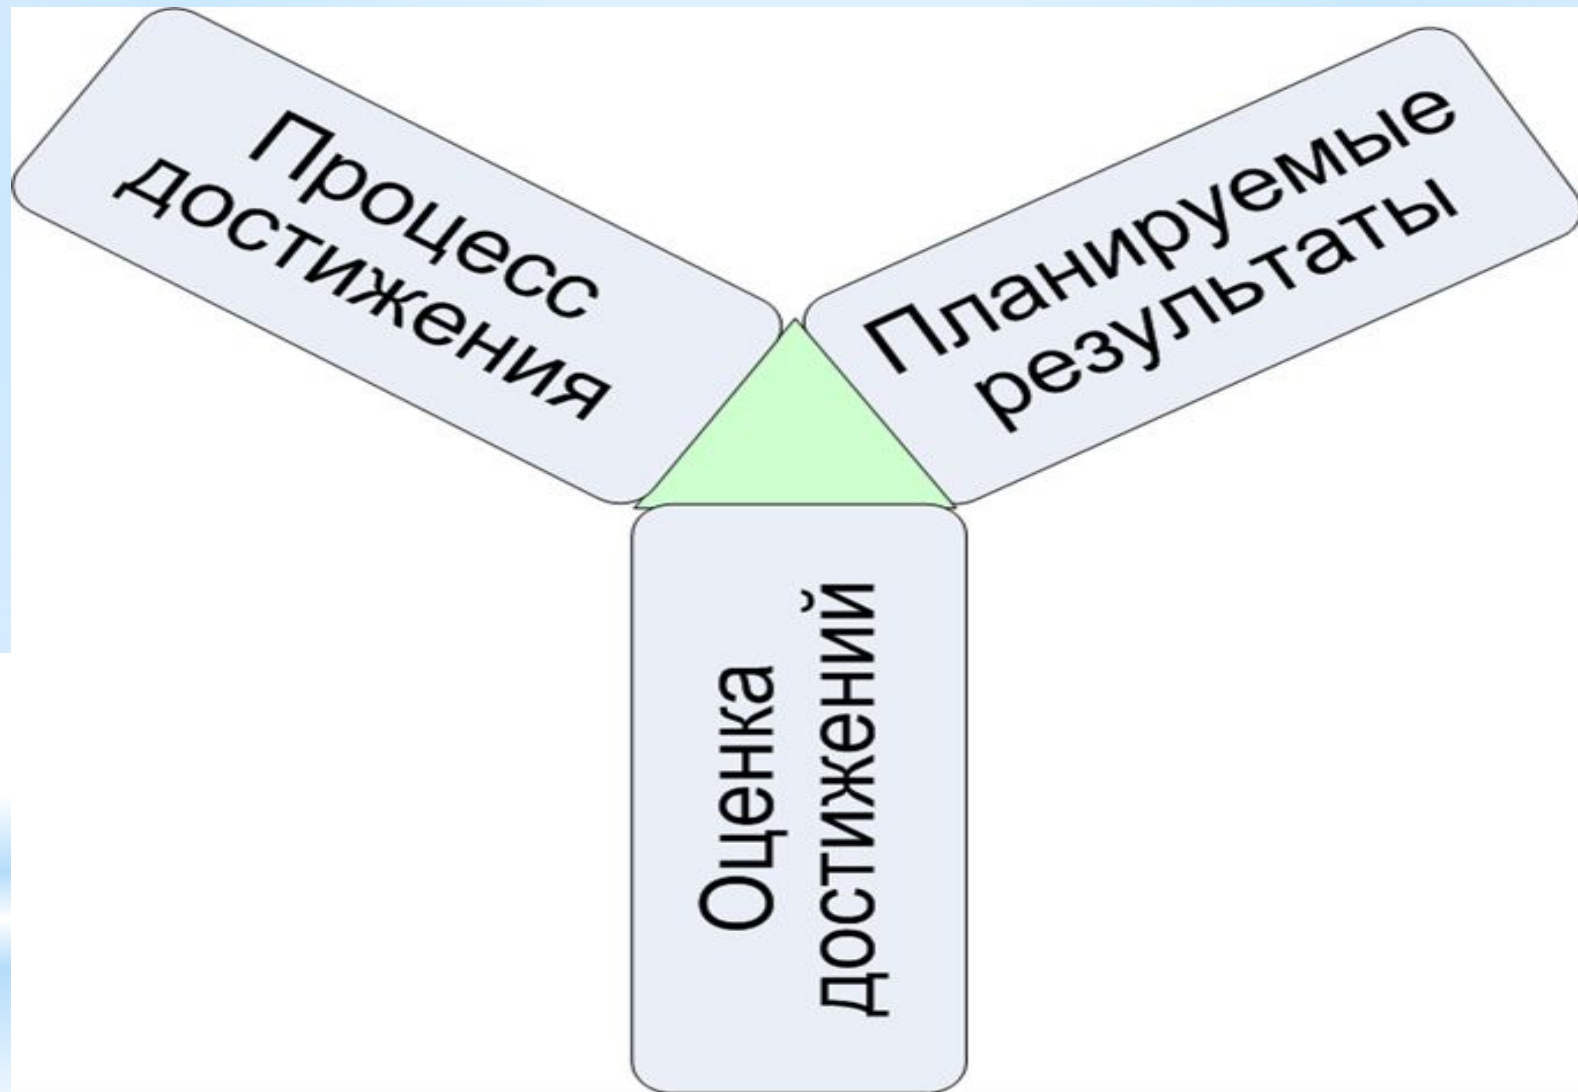 Процесс
достижения
Планируемые
результаты
Оценка
достижений